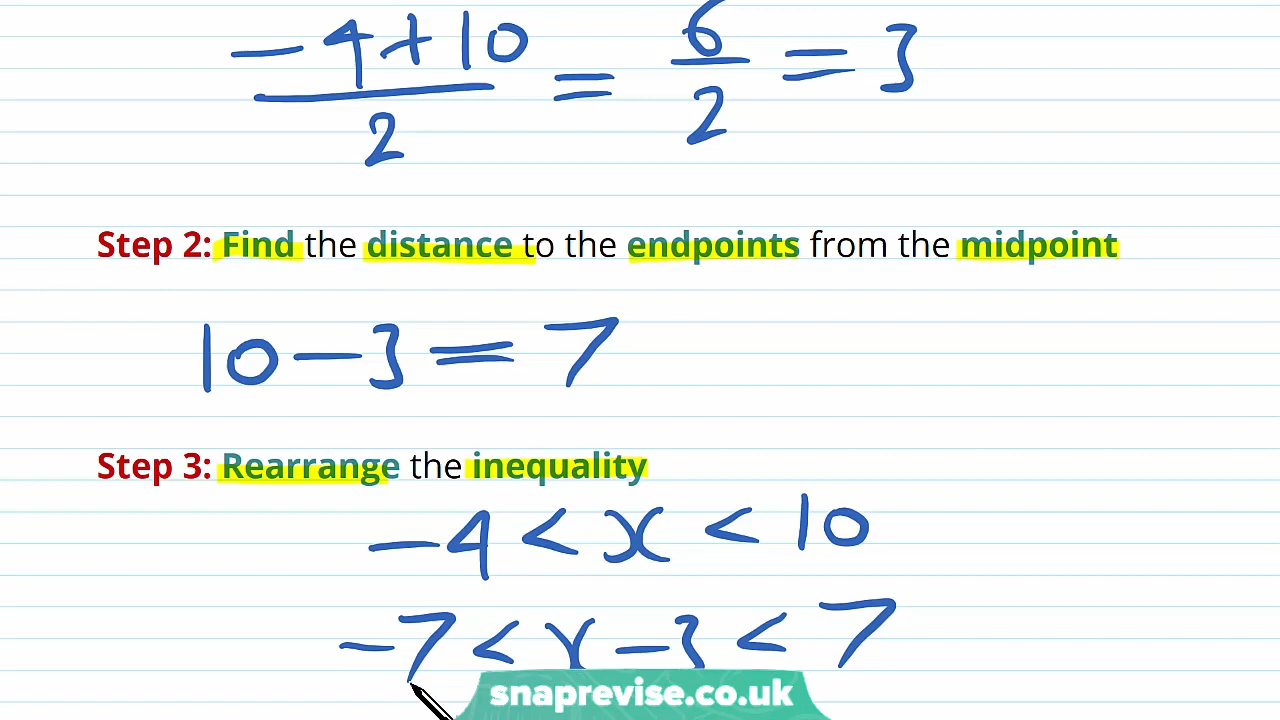 -4+10/2 = 6/2 = 3
Step 2: Find the distance to the endpoints from the midpoint
10-3=7
Step 3: Rearrange the inequality
-4<x<10
-7<x-3<7
snaprevise.co.uk